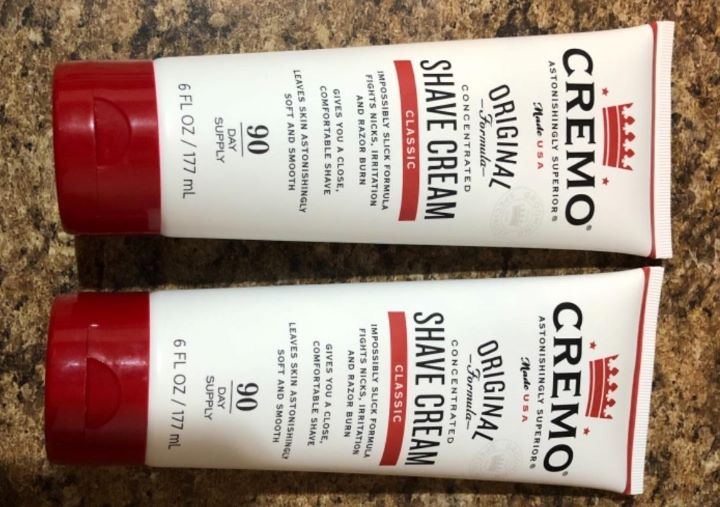 CREMO®
ASTONISHINGLY SUPERIOR®
Made USA
ORIGINAL
Formula
CONCENTRATED
SHAVE CREAM
CLASSIC
IMPOSSIBLY SLICK FORMULA
FIGHTS NICKS, IRRITATION
AND RAZOR BURN
GIVES YOU A CLOSE,
COMFORTABLE SHAVE
LEAVES SKIN ASTONISHINGLY
SOFT AND SMOOTH
90
DAY
SUPPLY
6 FL OZ / 177 mL
CREMO®
ASTONISHINGLY SUPERIOR®
Made USA
ORIGINAL
Formula
CONCENTRATED
SHAVE CREAM
CLASSIC
IMPOSSIBLY SLICK FORMULA
FIGHTS NICKS, IRRITATION
AND RAZOR BURN
GIVES YOU A CLOSE,
COMFORTABLE SHAVE
LEAVES SKIN ASTONISHINGLY
SOFT AND SMOOTH
90
DAY
SUPPLY
6 FL OZ / 177 mL